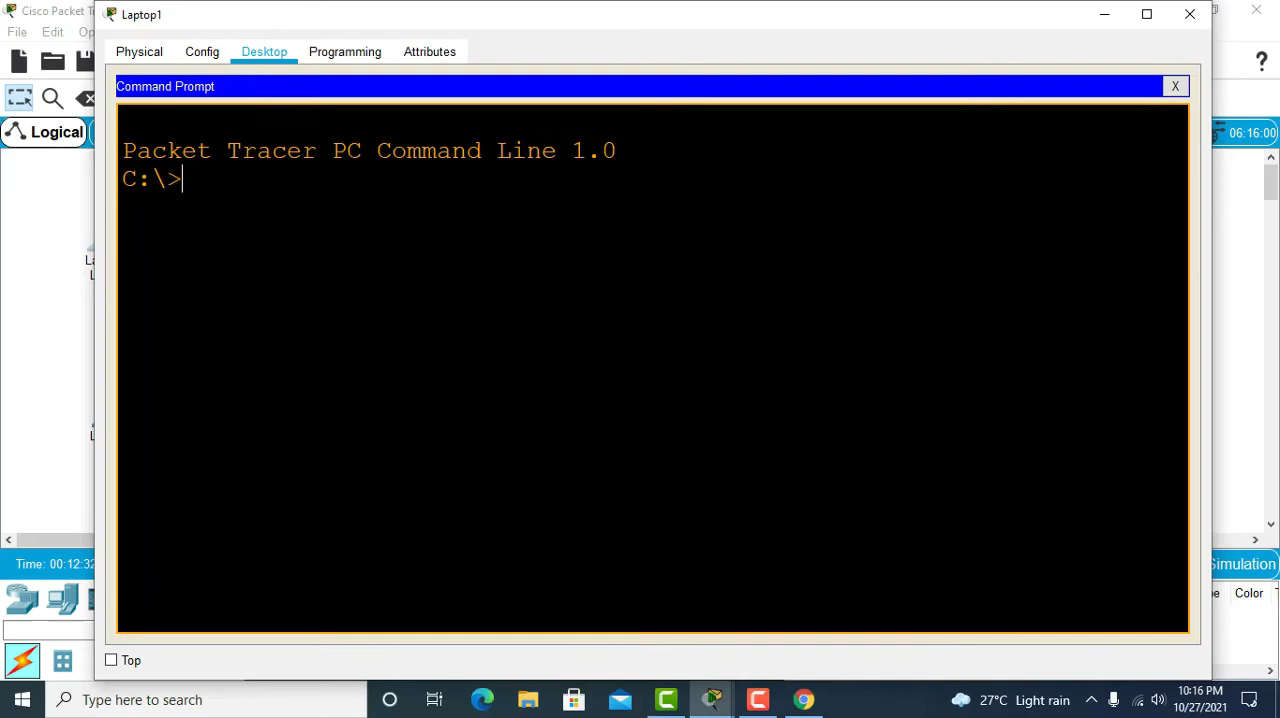 Cisco Packet T
Laptop1
File Edit Op
Physical Config Desktop Programming Attributes
Command Prompt
X
Logical
06:16:00
Packet Tracer PC Command Line 1.0
C:\>
Time: 00:12:32
Simulation
Color
Top
Type here to search
27°C Light rain
10:16 PM
10/27/2021